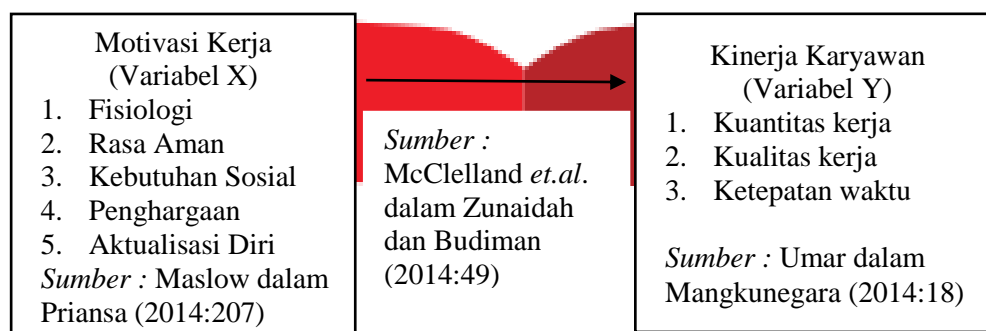 Motivasi Kerja
(Variabel X)
1. Fisiologi
2. Rasa Aman
3. Kebutuhan Sosial
4. Penghargaan
5. Aktualisasi Diri
Sumber : Maslow dalam
Priansa (2014:207)
Sumber :
McClelland et.al.
dalam Zunaidah
dan Budiman
(2014:49)
Kinerja Karyawan
(Variabel Y)
1. Kuantitas kerja
2. Kualitas kerja
3. Ketepatan waktu
Sumber : Umar dalam
Mangkunegara (2014:18)